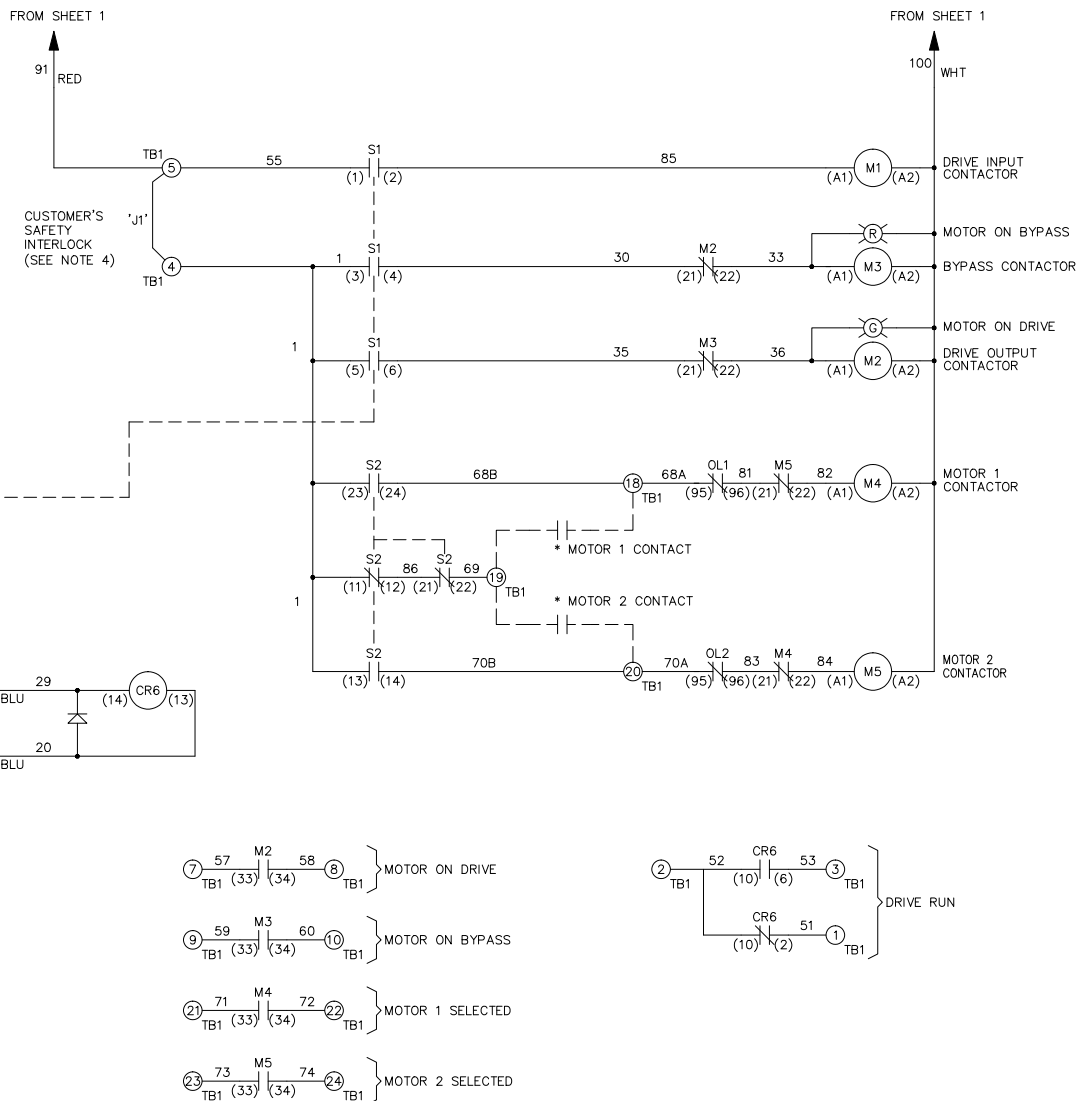 FROM SHEET 1
FROM SHEET 1
91
RED
100
WHT
TB1
5
55
S1
(1)
(2)
85
(A1)
M1
(A2)
DRIVE INPUT
CONTACTOR
CUSTOMER'S
SAFETY
INTERLOCK
(SEE NOTE 4)
'J1'
R
MOTOR ON BYPASS
4
TB1
1
S1
(3)
(4)
30
M2
(21)
(22)
33
(A1)
M3
(A2)
BYPASS CONTACTOR
G
MOTOR ON DRIVE
1
S1
(5)
(6)
35
M3
(21)
(22)
36
(A1)
M2
(A2)
DRIVE OUTPUT
CONTACTOR
S2
(23)
(24)
68B
18
TB1
68A
OL1
(95)
(96)
81
M5
(21)
(22)
82
(A1)
M4
(A2)
MOTOR 1
CONTACTOR
* MOTOR 1 CONTACT
S2
(11)
(12)
86
S2
(21)
(22)
69
19
TB1
1
* MOTOR 2 CONTACT
S2
(13)
(14)
70B
20
TB1
70A
OL2
(95)
(96)
83
M4
(21)
(22)
84
(A1)
M5
(A2)
MOTOR 2
CONTACTOR
29
BLU
(14)
CR6
(13)
20
BLU
7
TB1
57
M2
(33)
(34)
58
8
TB1
MOTOR ON DRIVE
9
TB1
59
M3
(33)
(34)
60
10
TB1
MOTOR ON BYPASS
21
TB1
71
M4
(33)
(34)
72
22
TB1
MOTOR 1 SELECTED
23
TB1
73
M5
(33)
(34)
74
24
TB1
MOTOR 2 SELECTED
2
TB1
52
CR6
(10)
(6)
53
3
TB1
CR6
(10)
(2)
51
1
TB1
DRIVE RUN